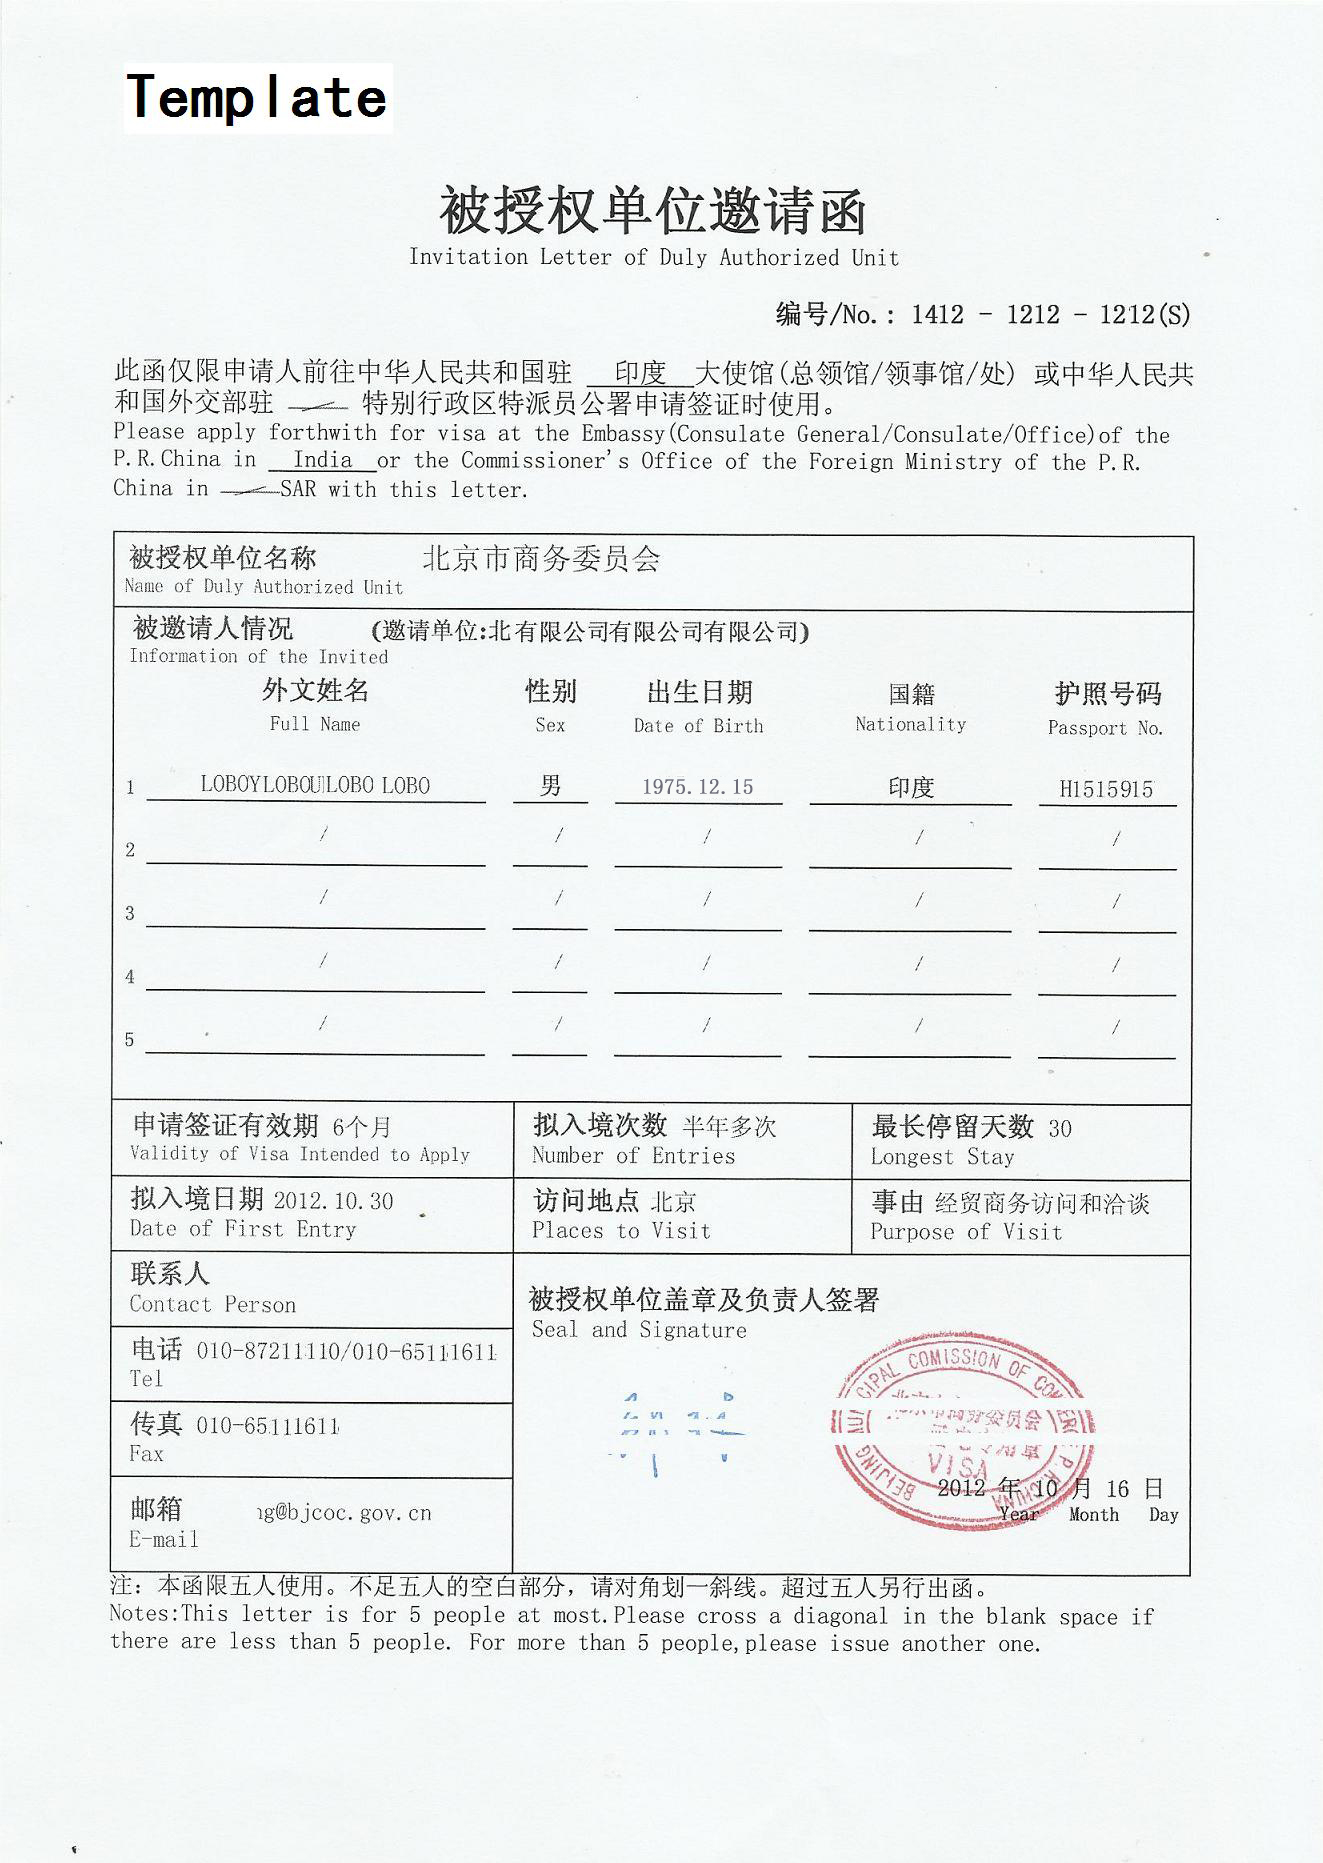 Template
被授权单位邀请函
Invitation Letter of Duly Authorized Unit
编号/No.: 1412 - 1212 - 1212(S)
此函仅限申请人前往中华人民共和国驻 印度 大使馆(总领馆/领事馆/处) 或中华人民共
和国外交部驻 特别行政区特派员公署申请签证时使用。
Please apply forthwith for visa at the Embassy(Consulate General/Consulate/Office)of the
P.R.China in India or the Commissioner's Office of the Foreign Ministry of the P.R.
China in SAR with this letter.
被授权单位名称 北京市商务委员会
Name of Duly Authorized Unit
被邀请人情况 (邀请单位:北有限公司有限公司有限公司)
Information of the Invited
外文姓名 性别 出生日期 国籍 护照号码
Full Name Sex Date of Birth Nationality Passport No.
1 LOBOYLOBOUILOBO LOBO 男 1975.12.15 印度 H1515915
2 / / / / /
3 / / / / /
4 / / / / /
5 / / / / /
申请签证有效期 6个月 拟入境次数 半年多次 最长停留天数 30
Validity of Visa Intended to Apply Number of Entries Longest Stay
拟入境日期 2012.10.30 访问地点 北京 事由 经贸商务访问和洽谈
Date of First Entry Places to Visit Purpose of Visit
联系人
Contact Person
被授权单位盖章及负责人签署
Seal and Signature
电话 010-87211110/010-65111611
Tel
传真 010-65111611
Fax
邮箱 g@bjcoc.gov.cn
E-mail
CIPAL COMISSION OF
BEIJING
VISA
P.R.CHINA
2012 年 10 月 16 日
Year Month Day
注: 本函限五人使用。不足五人的空白部分, 请对角划一斜线。超过五人另行出函。
Notes:This letter is for 5 people at most.Please cross a diagonal in the blank space if
there are less than 5 people. For more than 5 people,please issue another one.